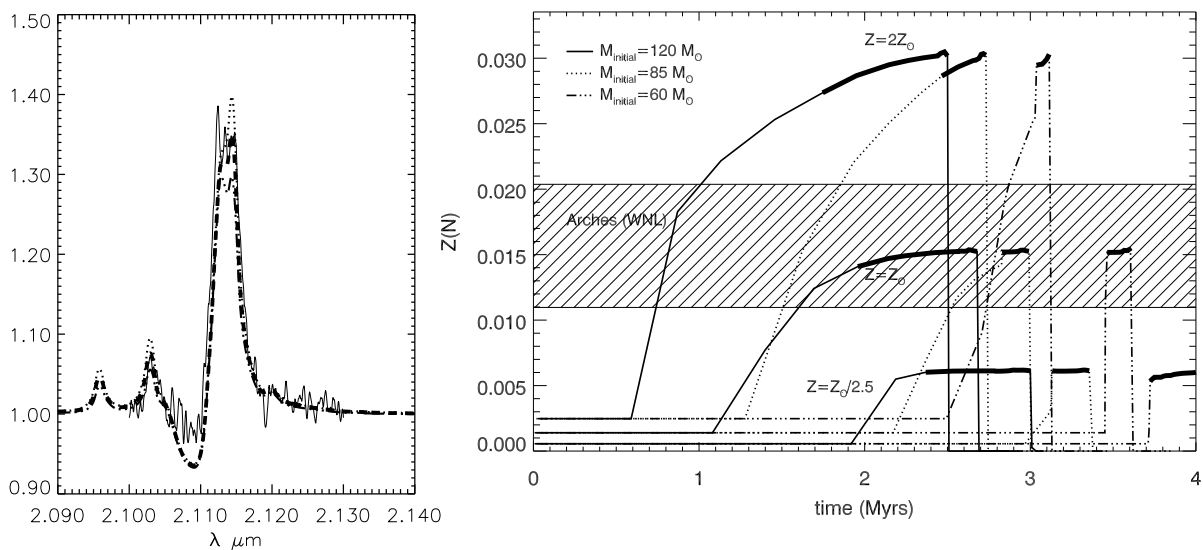 1.50
1.40
1.30
1.20
1.10
1.00
0.90
2.090 2.100 2.110 2.120 2.130 2.140
λ μm
0.030
0.025
0.020
0.015
0.010
0.005
0.000
Z(N)
M_initial=120 M_O
M_initial=85 M_O
M_initial=60 M_O
Z=2Z_O
Arches (WNL)
Z=Z_O
Z=Z_O/2.5
0 1 2 3 4
time (Myrs)